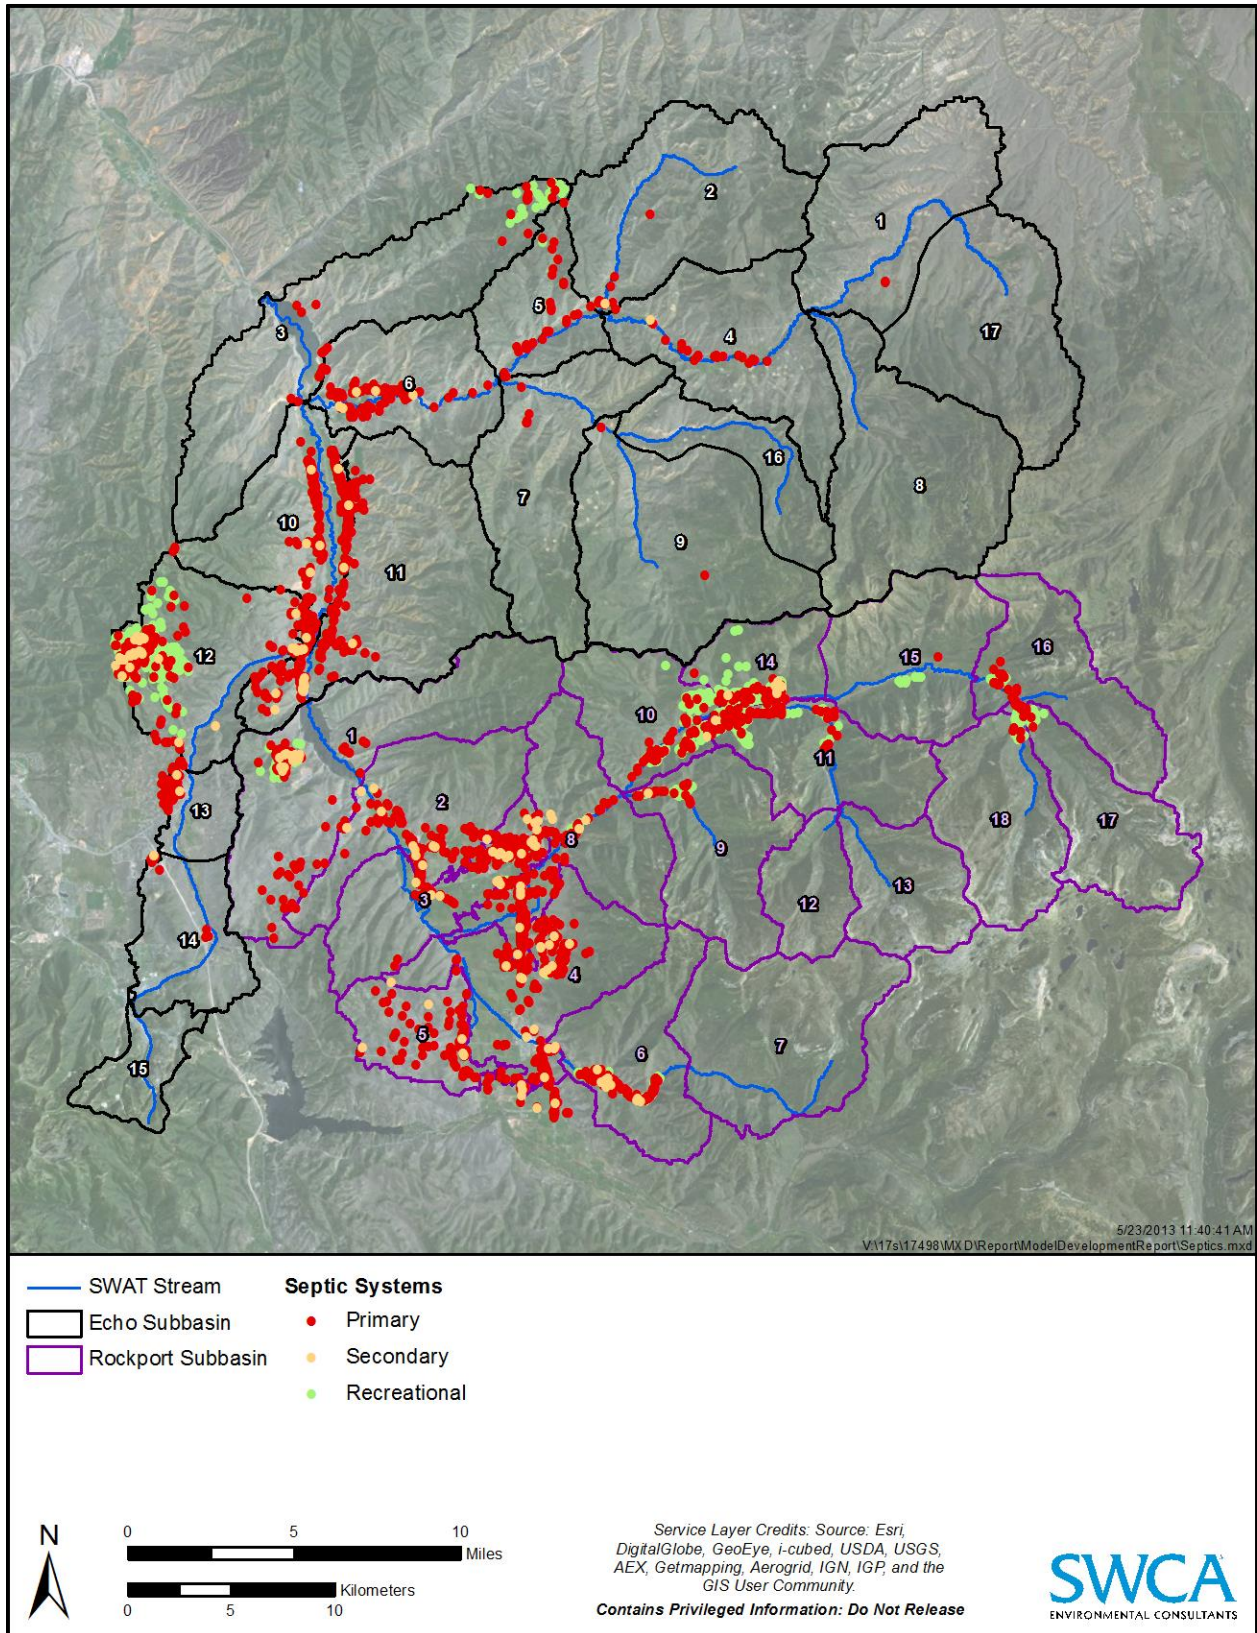 2
1
17
3
5
4
6
16
7
8
10
9
11
16
12
15
14
10
1
11
2
13
18
17
8
9
13
3
12
14
4
5
6
7
15
5/23/2013 11:40:41 AM
V:\17s\17498\MXD\Report\ModelDevelopmentReport\Septics.mxd
SWAT Stream
Echo Subbasin
Rockport Subbasin
Septic Systems
Primary
Secondary
Recreational
N
0 5 10
Miles
Kilometers
0 5 10
Service Layer Credits: Source: Esri,
DigitalGlobe, GeoEye, i-cubed, USDA, USGS,
AEX, Getmapping, Aerogrid, IGN, IGP, and the
GIS User Community.
Contains Privileged Information: Do Not Release
SWCA
ENVIRONMENTAL CONSULTANTS